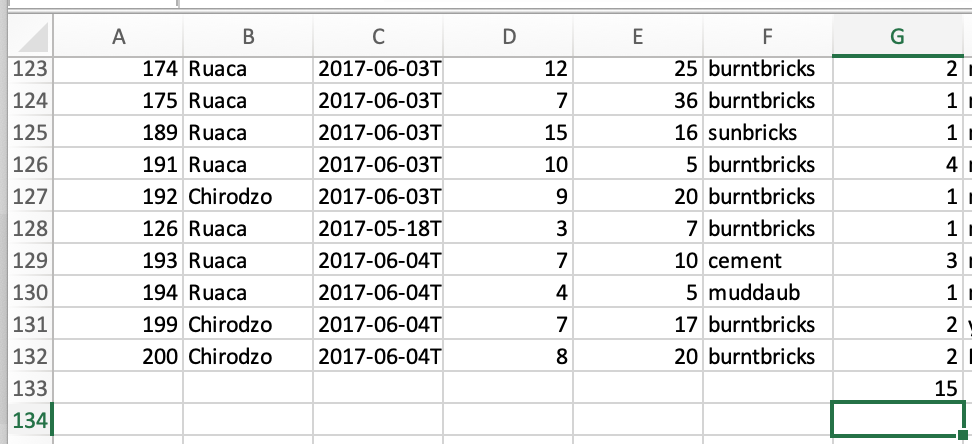 A B C D E F G
123 174 Ruaca 2017-06-03T 12 25 burntbricks 2
124 175 Ruaca 2017-06-03T 7 36 burntbricks 1
125 189 Ruaca 2017-06-03T 15 16 sunbricks 1
126 191 Ruaca 2017-06-03T 10 5 burntbricks 4
127 192 Chirodzo 2017-06-03T 9 20 burntbricks 1
128 126 Ruaca 2017-05-18T 3 7 burntbricks 1
129 193 Ruaca 2017-06-04T 7 10 cement 3
130 194 Ruaca 2017-06-04T 4 5 muddaub 1
131 199 Chirodzo 2017-06-04T 7 17 burntbricks 2
132 200 Chirodzo 2017-06-04T 8 20 burntbricks 2
133 15
134